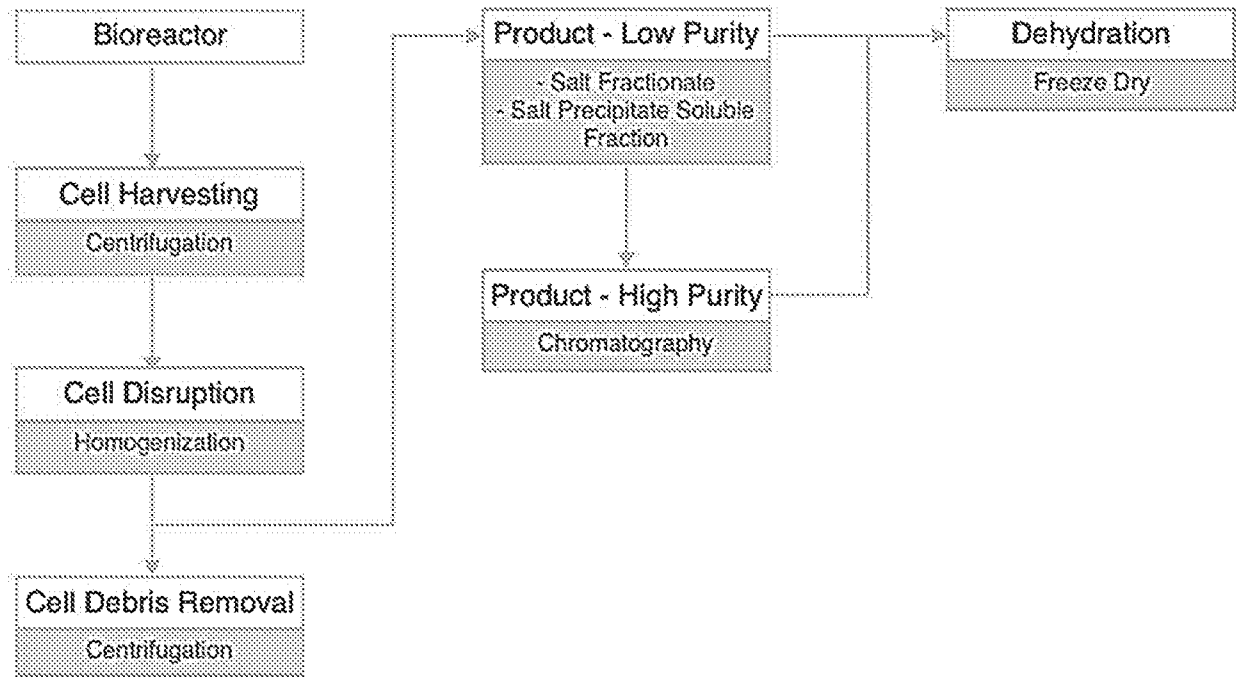 Bioreactor
Cell Harvesting
Centrifugation
Cell Disruption
Homogenization
Cell Debris Removal
Centrifugation
Product - Low Purity
- Salt Fractionate
- Salt Precipitate Soluble
Fraction
Product - High Purity
Chromatography
Dehydration
Freeze Dry